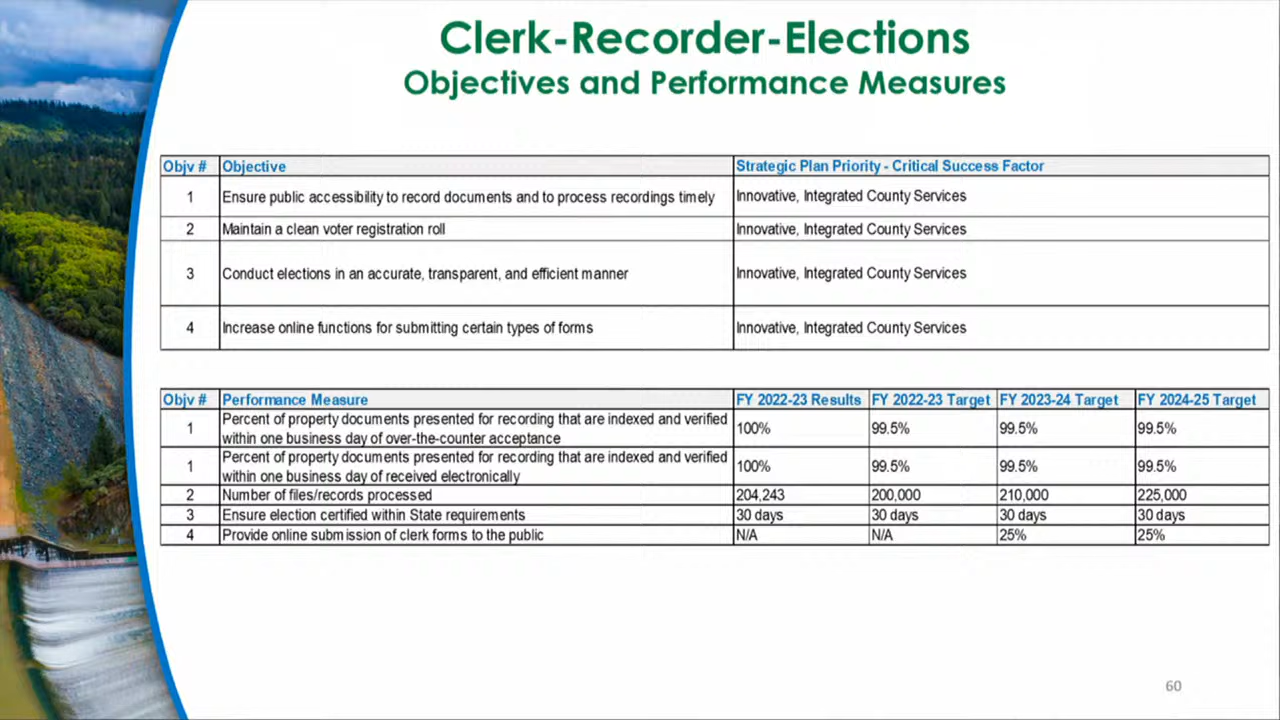 Clerk-Recorder-Elections
Objectives and Performance Measures
Objv # Objective Strategic Plan Priority - Critical Success Factor
1 Ensure public accessibility to record documents and to process recordings timely Innovative, Integrated County Services
2 Maintain a clean voter registration roll Innovative, Integrated County Services
3 Conduct elections in an accurate, transparent, and efficient manner Innovative, Integrated County Services
4 Increase online functions for submitting certain types of forms Innovative, Integrated County Services
Objv # Performance Measure FY 2022-23 Results FY 2022-23 Target FY 2023-24 Target FY 2024-25 Target
1 Percent of property documents presented for recording that are indexed and verified
within one business day of over-the-counter acceptance 100% 99.5% 99.5% 99.5%
1 Percent of property documents presented for recording that are indexed and verified
within one business day of received electronically 100% 99.5% 99.5% 99.5%
2 Number of files/records processed 204,243 200,000 210,000 225,000
3 Ensure election certified within State requirements 30 days 30 days 30 days 30 days
4 Provide online submission of clerk forms to the public N/A N/A 25% 25%
60